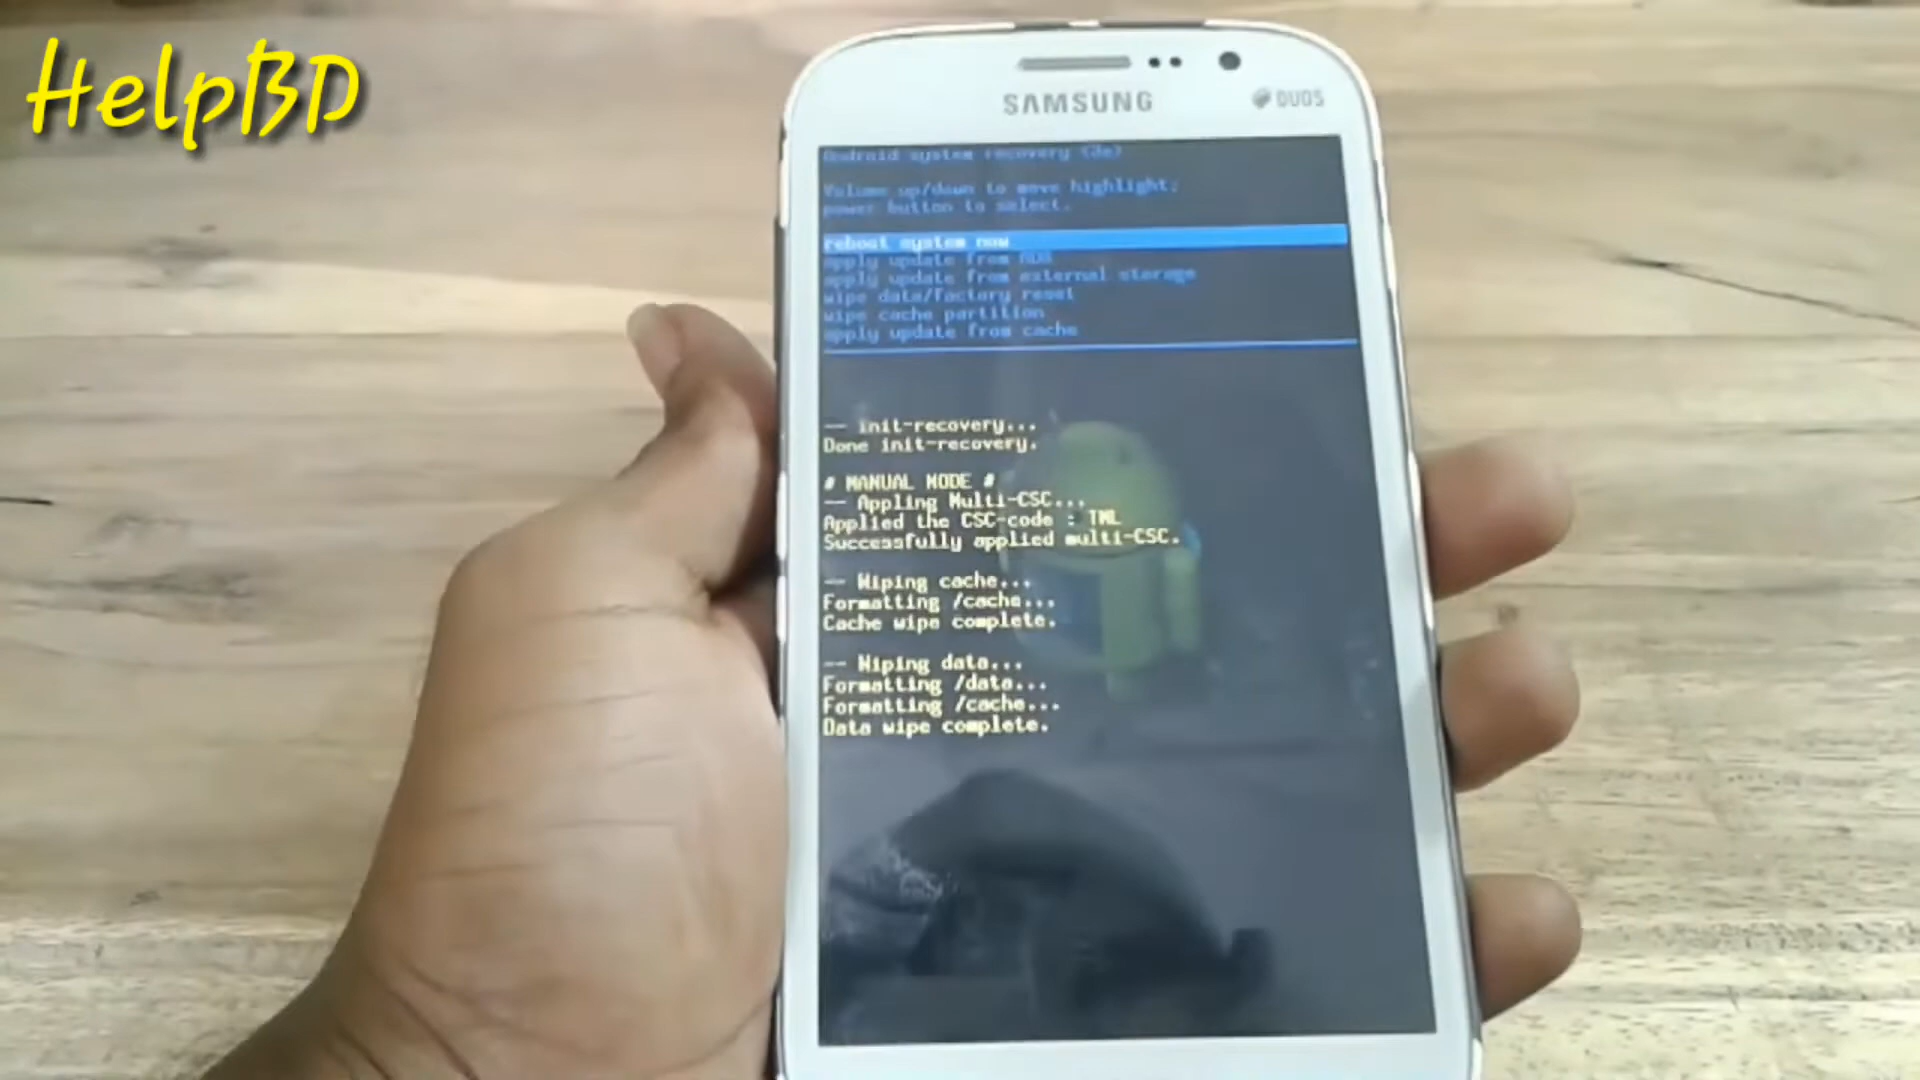 HelpBD
SAMSUNG
DUOS
Android system recovery (3e)
Volume up/down to move highlight;
power button to select.
reboot system now
apply update from ADB
apply update from external storage
wipe data/factory reset
wipe cache partition
apply update from cache
-- init-recovery...
Done init-recovery.
# MANUAL MODE #
-- Appling Multi-CSC...
Applied the CSC-code : TML
Successfully applied multi-CSC.
-- Wiping cache...
Formatting /cache...
Cache wipe complete.
-- Wiping data...
Formatting /data...
Formatting /cache...
Data wipe complete.